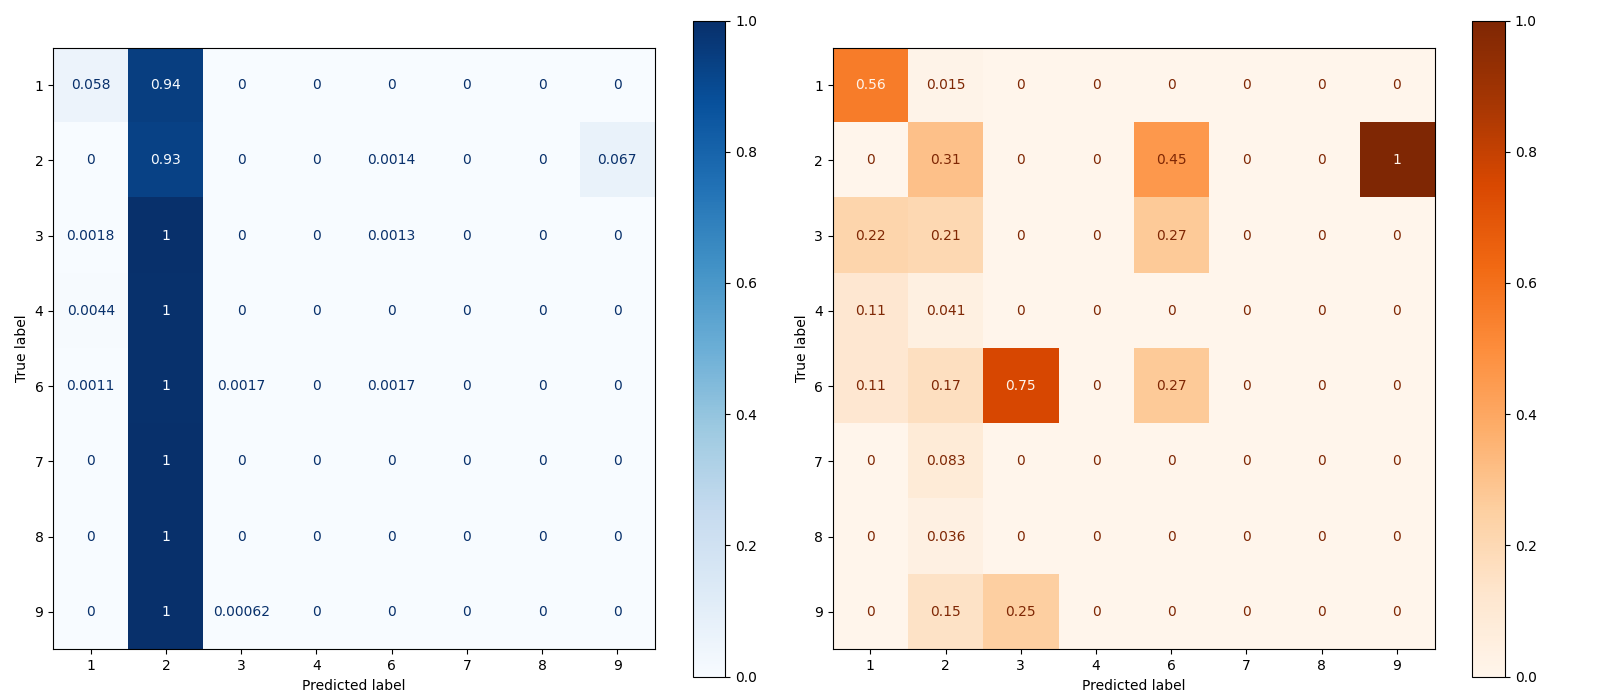 1 0.058 0.94 0 0 0 0 0 0
2 0 0.93 0 0 0.0014 0 0 0.067
3 0.0018 1 0 0 0.0013 0 0 0
4 0.0044 1 0 0 0 0 0 0
6 0.0011 1 0.0017 0 0.0017 0 0 0
7 0 1 0 0 0 0 0 0
8 0 1 0 0 0 0 0 0
9 0 1 0.00062 0 0 0 0 0
1 2 3 4 6 7 8 9
Predicted label
True label
1.0
0.8
0.6
0.4
0.2
0.0
1 0.56 0.015 0 0 0 0 0 0
2 0 0.31 0 0 0.45 0 0 1
3 0.22 0.21 0 0 0.27 0 0 0
4 0.11 0.041 0 0 0 0 0 0
6 0.11 0.17 0.75 0 0.27 0 0 0
7 0 0.083 0 0 0 0 0 0
8 0 0.036 0 0 0 0 0 0
9 0 0.15 0.25 0 0 0 0 0
1 2 3 4 6 7 8 9
Predicted label
True label
1.0
0.8
0.6
0.4
0.2
0.0